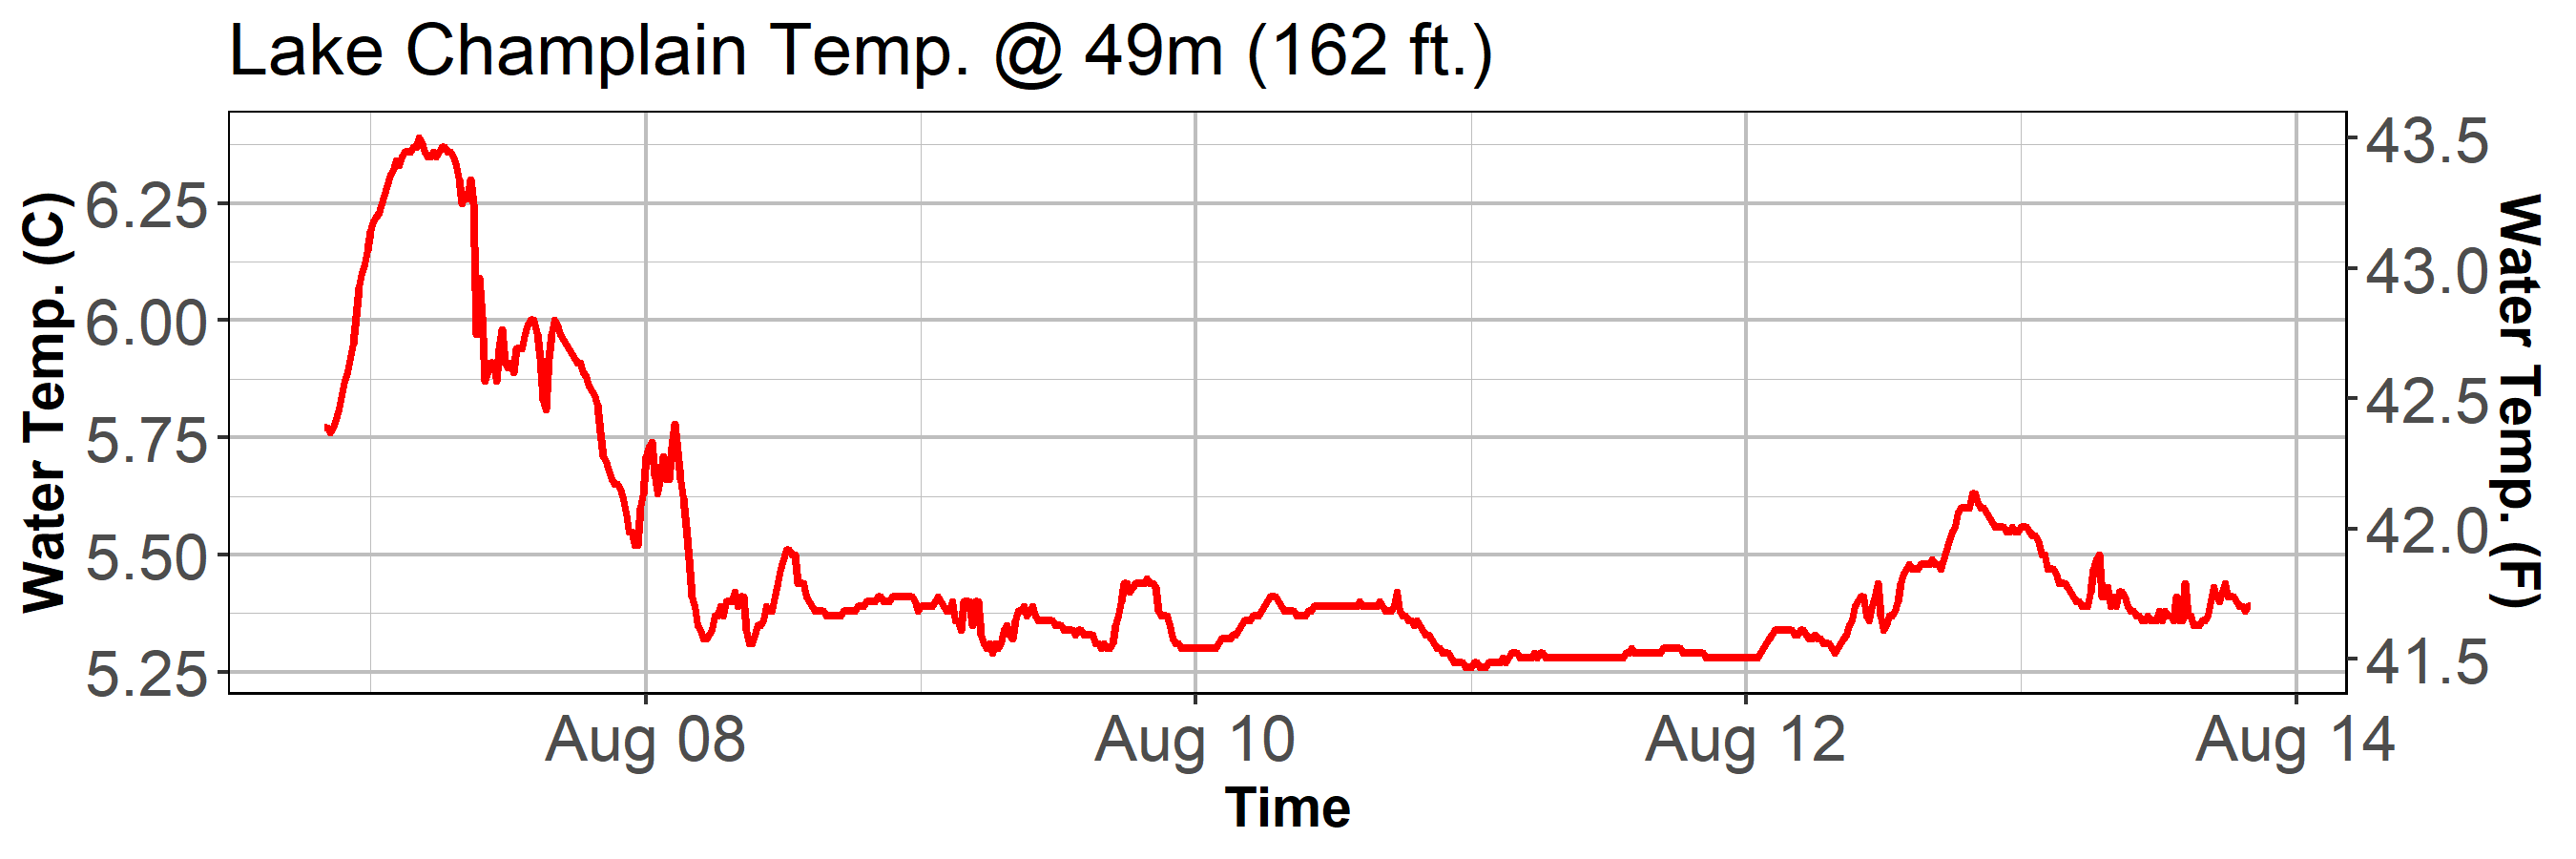 Lake Champlain Temp. @ 49m (162 ft.)
Water Temp. (C)
6.25
6.00
5.75
5.50
5.25
43.5
43.0
42.5
42.0
41.5
Water Temp. (F)
Aug 08
Aug 10
Aug 12
Aug 14
Time